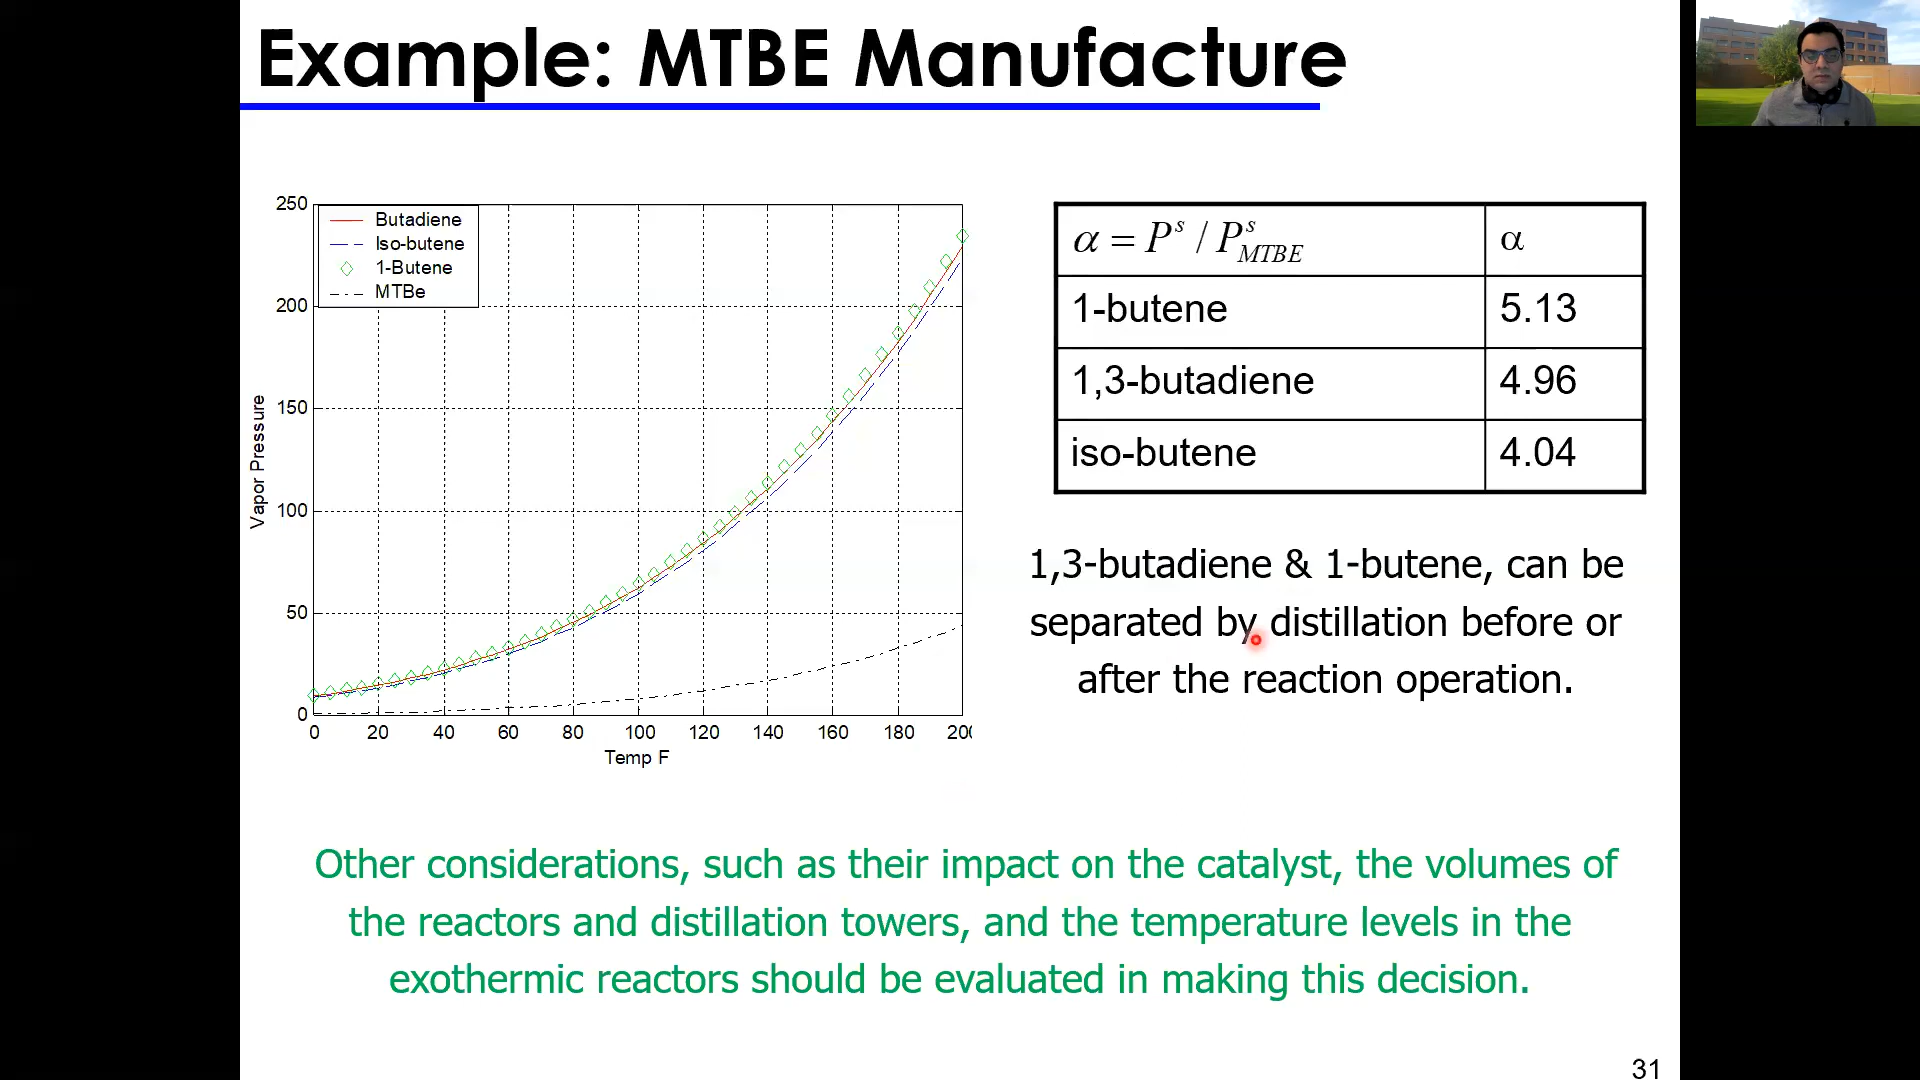 Example: MTBE Manufacture
250
200
150
100
50
0
Vapor Pressure
Butadiene
Iso-butene
1-Butene
MTBe
0 20 40 60 80 100 120 140 160 180 200
Temp F
α = Pˢ / PˢMTBE α
1-butene 5.13
1,3-butadiene 4.96
iso-butene 4.04
1,3-butadiene & 1-butene, can be
separated by distillation before or
after the reaction operation.
Other considerations, such as their impact on the catalyst, the volumes of
the reactors and distillation towers, and the temperature levels in the
exothermic reactors should be evaluated in making this decision.
31